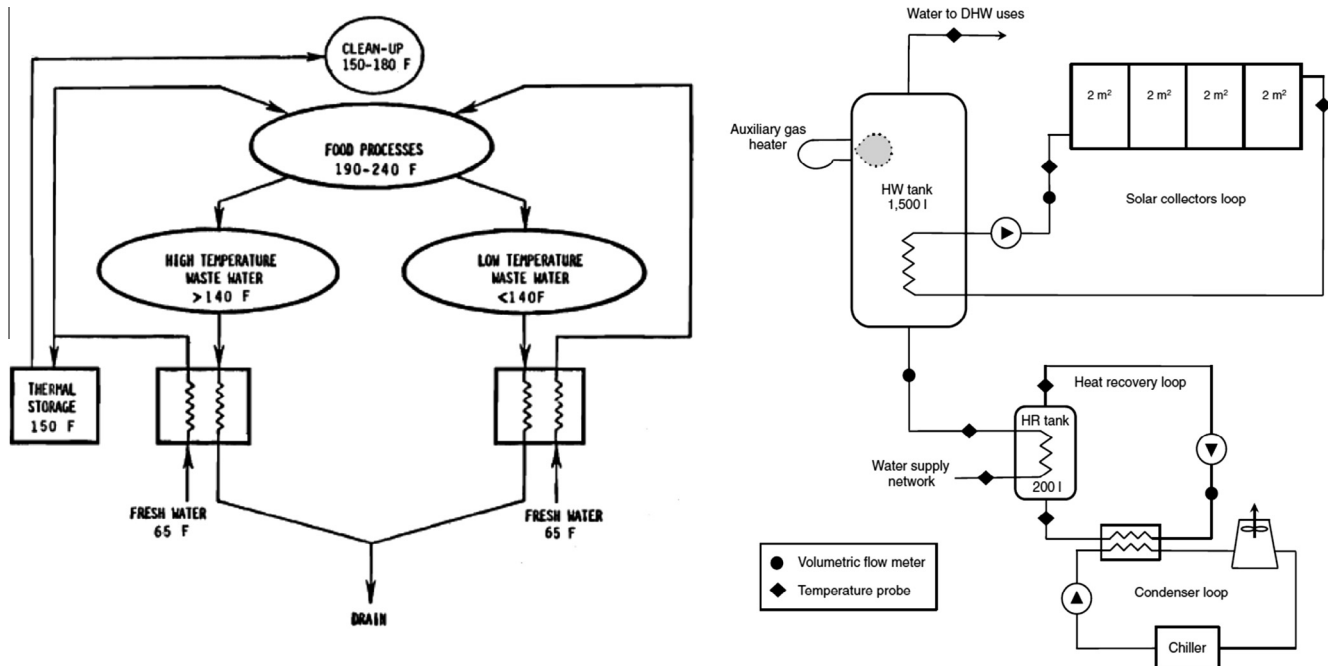 CLEAN-UP
150-180 F
FOOD PROCESSES
190-240 F
HIGH TEMPERATURE
WASTE WATER
>140 F
LOW TEMPERATURE
WASTE WATER
<140F
THERMAL
STORAGE
150 F
FRESH WATER
65 F
FRESH WATER
65 F
DRAIN
Water to DHW uses
Auxiliary gas
heater
HW tank
1,500 l
2 m²
2 m²
2 m²
2 m²
Solar collectors loop
Heat recovery loop
HR tank
200 l
Water supply
network
Condenser loop
Chiller
Volumetric flow meter
Temperature probe